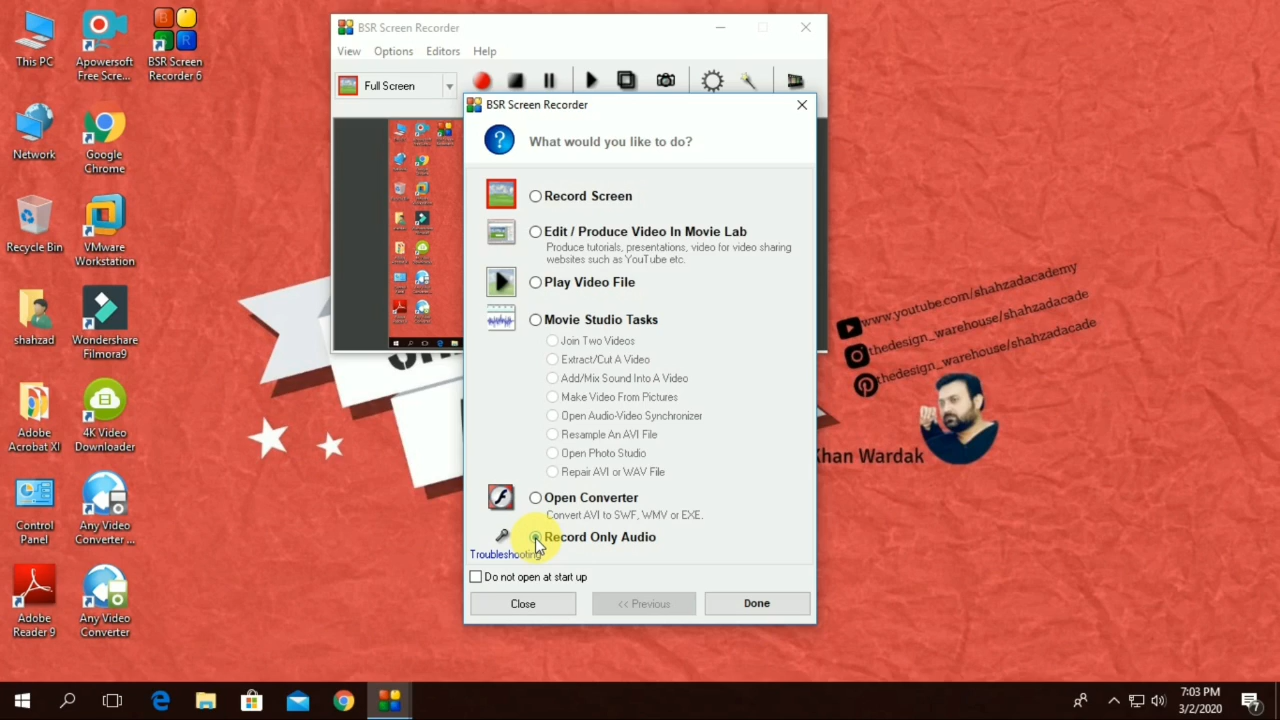 This PC
Apowersoft
Free Scre...
BSR Screen
Recorder 6
Network
Google
Chrome
Recycle Bin
VMware
Workstation
shahzad
Wondershare
Filmora9
Adobe
Acrobat XI
4K Video
Downloader
Control
Panel
Any Video
Converter ...
Adobe
Reader 9
Any Video
Converter
BSR Screen Recorder
View
Options
Editors
Help
Full Screen
BSR Screen Recorder
What would you like to do?
Record Screen
Edit / Produce Video In Movie Lab
Produce tutorials, presentations, video for video sharing
websites such as YouTube etc.
Play Video File
Movie Studio Tasks
Join Two Videos
Extract/Cut A Video
Add/Mix Sound Into A Video
Make Video From Pictures
Open Audio-Video Synchronizer
Resample An AVI File
Open Photo Studio
Repair AVI or WAV File
Open Converter
Convert AVI to SWF, WMV or EXE.
Record Only Audio
Troubleshooting
Do not open at start up
Close
<< Previous
Done
www.youtube.com/shahzadacademy
thedesign_warehouse/shahzadacade
thedesign_warehouse/shahzadacade
Khan Wardak
7:03 PM
3/2/2020
7